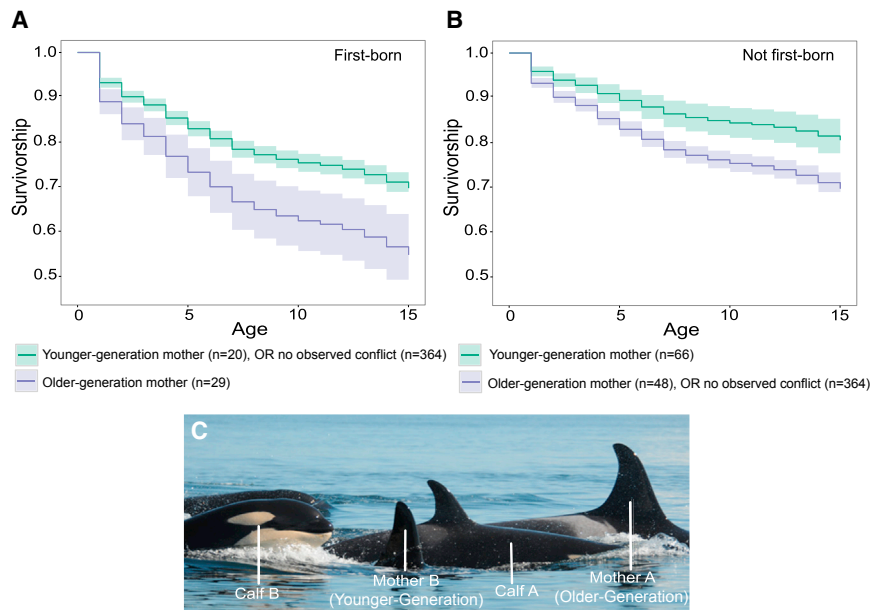 A
First-born
1.0
0.9
0.8
0.7
0.6
0.5
Survivorship
0
5
10
15
Age
Younger-generation mother (n=20), OR no observed conflict (n=364)
Older-generation mother (n=29)
B
Not first-born
1.0
0.9
0.8
0.7
0.6
0.5
Survivorship
0
5
10
15
Age
Younger-generation mother (n=66)
Older-generation mother (n=48), OR no observed conflict (n=364)
C
Calf B
Mother B
(Younger-Generation)
Calf A
Mother A
(Older-Generation)